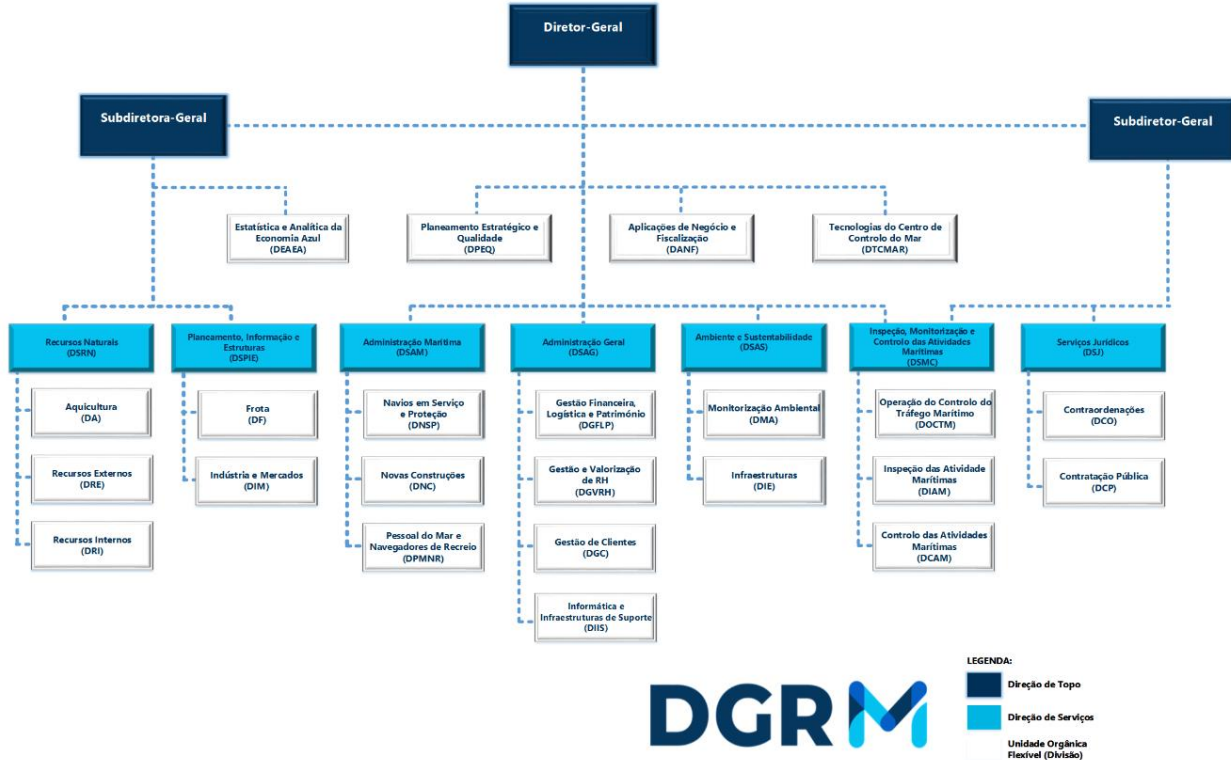 Diretor-Geral
Subdiretora-Geral
Subdiretor-Geral
Estatística e Analítica da
Economia Azul
(DEAEA)
Planeamento Estratégico e
Qualidade
(DPEQ)
Aplicações de Negócio e
Fiscalização
(DANF)
Tecnologias do Centro de
Controlo do Mar
(DTCMAR)
Recursos Naturais
(DSRN)
Planeamento, Informação e
Estruturas
(DSPIE)
Administração Marítima
(DSAM)
Administração Geral
(DSAG)
Ambiente e Sustentabilidade
(DSAS)
Inspeção, Monitorização e
Controlo das Atividades
Marítimas
(DSMC)
Serviços Jurídicos
(DSJ)
Aquicultura
(DA)
Frota
(DF)
Navios em Serviço
e Proteção
(DNSP)
Gestão Financeira,
Logística e Património
(DGFLP)
Monitorização Ambiental
(DMA)
Operação do Controlo do
Tráfego Marítimo
(DOCTM)
Contraordenações
(DCO)
Recursos Externos
(DRE)
Indústria e Mercados
(DIM)
Novas Construções
(DNC)
Gestão e Valorização
de RH
(DGVRH)
Infraestruturas
(DIE)
Inspeção das Atividade
Marítimas
(DIAM)
Contratação Pública
(DCP)
Recursos Internos
(DRI)
Pessoal do Mar e
Navegadores de Recreio
(DPMNR)
Gestão de Clientes
(DGC)
Controlo das Atividades
Marítimas
(DCAM)
Informática e
Infraestruturas de Suporte
(DIIS)
DGRM
LEGENDA:
Direção de Topo
Direção de Serviços
Unidade Orgânica
Flexível (Divisão)